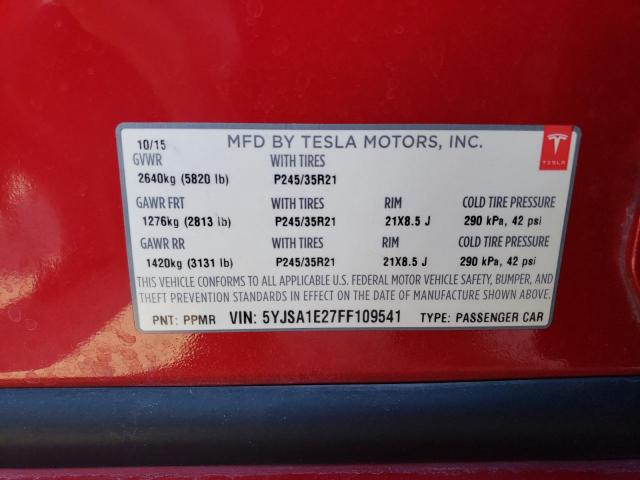 10/15 MFD BY TESLA MOTORS, INC.
GVWR WITH TIRES
2640kg (5820 lb) P245/35R21
GAWR FRT WITH TIRES RIM COLD TIRE PRESSURE
1276kg (2813 lb) P245/35R21 21X8.5 J 290 kPa, 42 psi
GAWR RR WITH TIRES RIM COLD TIRE PRESSURE
1420kg (3131 lb) P245/35R21 21X8.5 J 290 kPa, 42 psi
THIS VEHICLE CONFORMS TO ALL APPLICABLE U.S. FEDERAL MOTOR VEHICLE SAFETY, BUMPER, AND
THEFT PREVENTION STANDARDS IN EFFECT ON THE DATE OF MANUFACTURE SHOWN ABOVE.
PNT: PPMR VIN: 5YJSA1E27FF109541 TYPE: PASSENGER CAR
TESLA